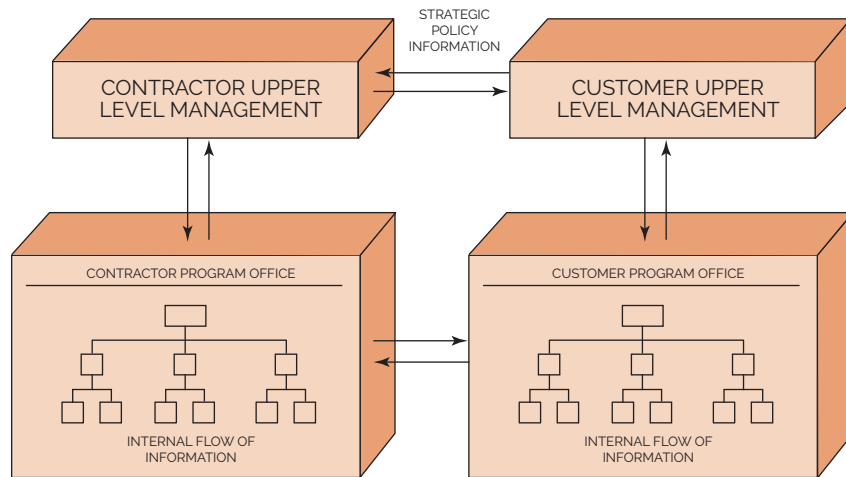 STRATEGIC
POLICY
INFORMATION
CONTRACTOR UPPER
LEVEL MANAGEMENT
CUSTOMER UPPER
LEVEL MANAGEMENT
CONTRACTOR PROGRAM OFFICE
CUSTOMER PROGRAM OFFICE
INTERNAL FLOW OF
INFORMATION
INTERNAL FLOW OF
INFORMATION